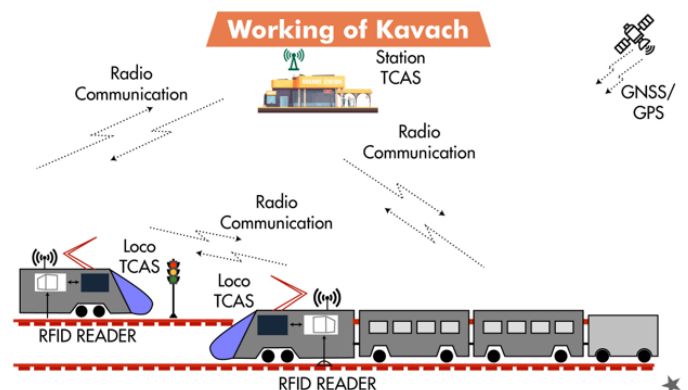 Working of Kavach
Station
TCAS
GNSS/
GPS
Radio
Communication
Radio
Communication
Radio
Communication
Loco
TCAS
Loco
TCAS
RFID READER
RFID READER